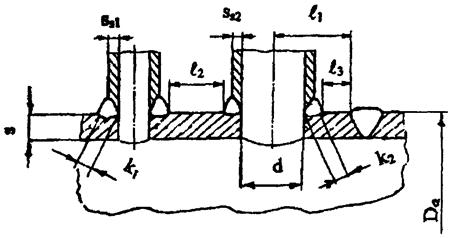 s_s1
s_s2
ℓ_1
ℓ_2
ℓ_3
s
k_1
d
k_2
D_a